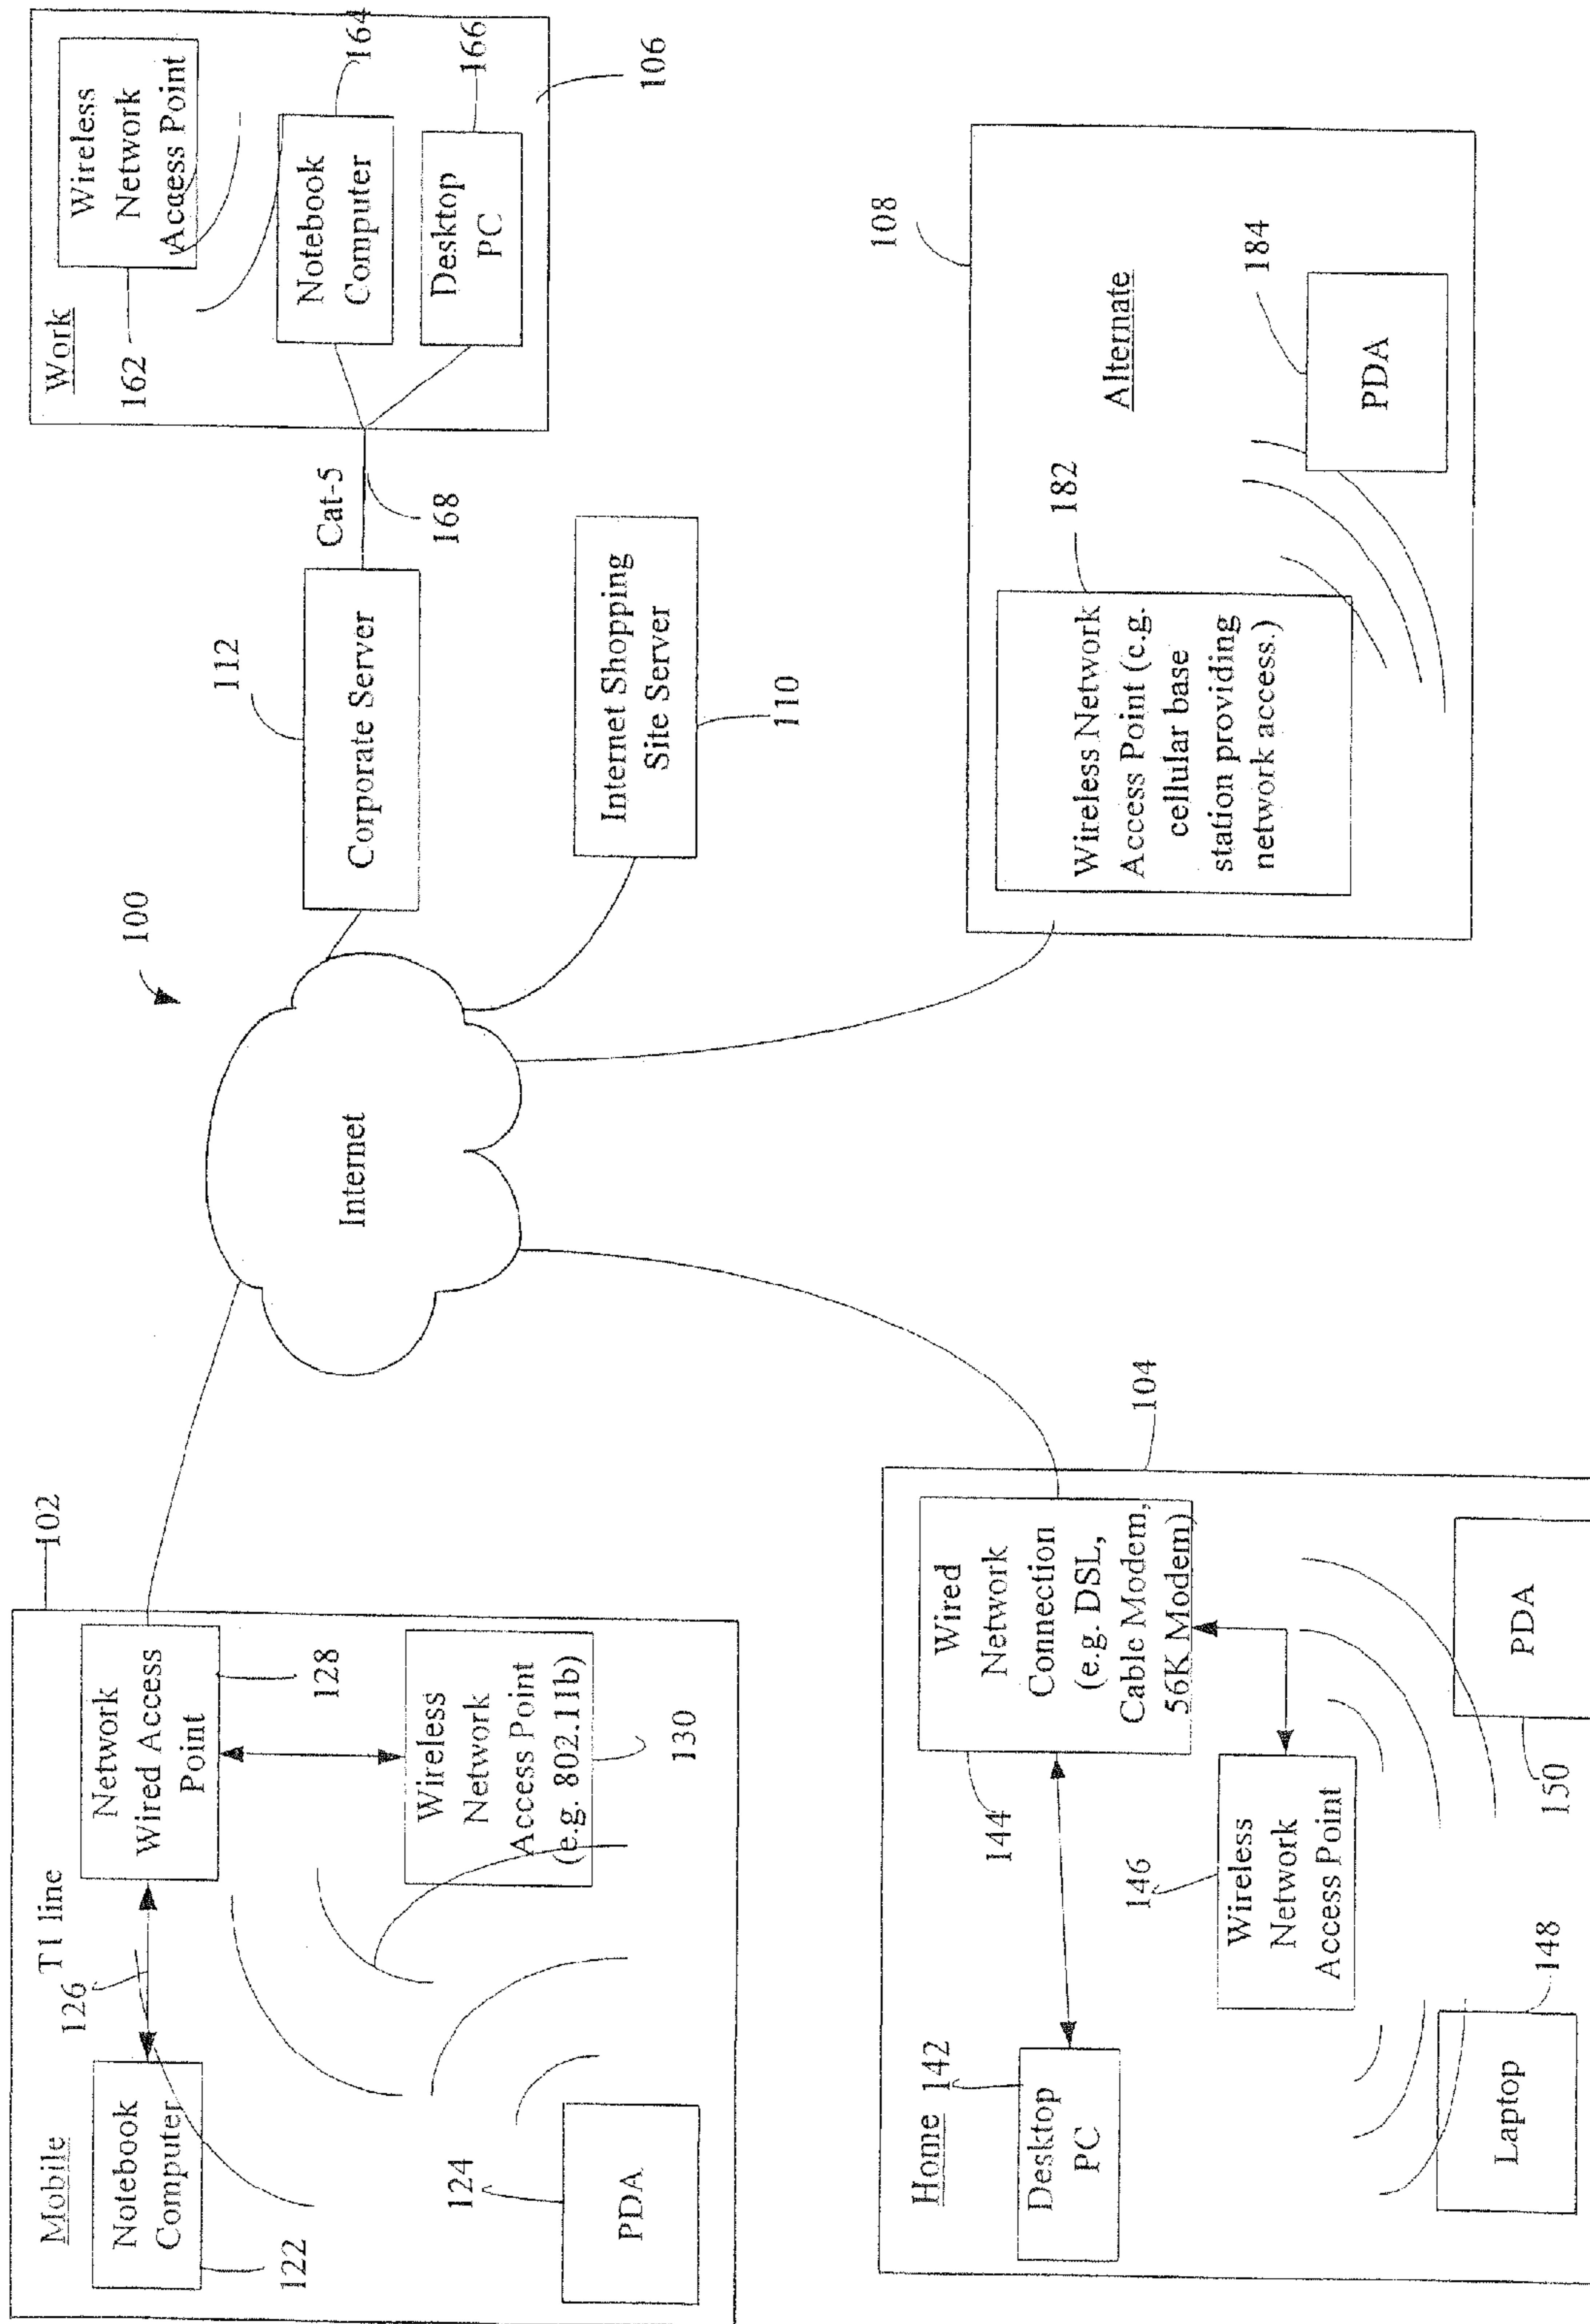 100
102
Mobile
T1 line
126
Notebook
Computer
122
Network
Wired Access
Point
128
Wireless
Network
Access Point
(e.g. 802.11b)
130
124
PDA
Internet
112
Corporate Server
Cat-5
168
Internet Shopping
Site Server
110
Work
162
Wireless
Network
Access Point
Notebook
Computer
164
Desktop
PC
166
106
Home
142
Desktop
PC
Wired
Network
Connection
(e.g. DSL,
Cable Modem,
56K Modem)
144
104
146
Wireless
Network
Access Point
Laptop
148
PDA
150
108
182
Wireless Network
Access Point (e.g.
cellular base
station providing
network access.)
Alternate
184
PDA